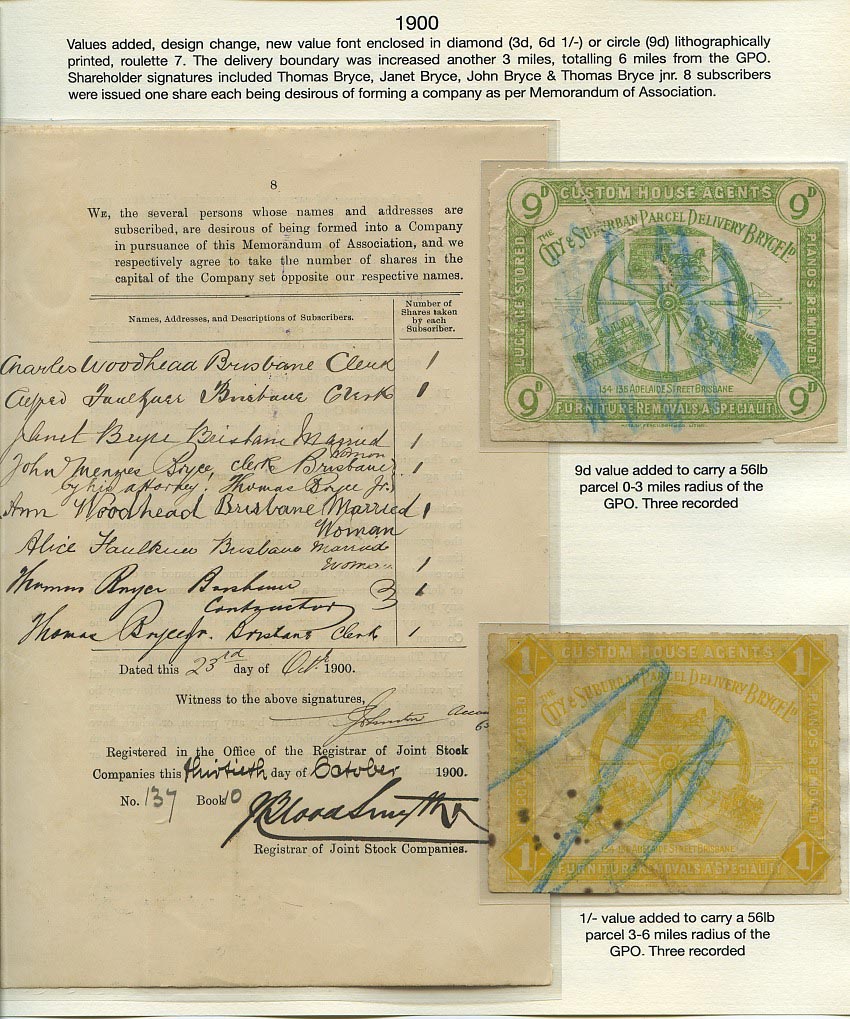 1900
Values added, design change, new value font enclosed in diamond (3d, 6d 1/-) or circle (9d) lithographically
printed, roulette 7. The delivery boundary was increased another 3 miles, totalling 6 miles from the GPO.
Shareholder signatures included Thomas Bryce, Janet Bryce, John Bryce & Thomas Bryce jnr. 8 subscribers
were issued one share each being desirous of forming a company as per Memorandum of Association.
8
WE, the several persons whose names and addresses are
subscribed, are desirous of being formed into a Company
in pursuance of this Memorandum of Association, and we
respectively agree to take the number of shares in the
capital of the Company set opposite our respective names.
Names, Addresses, and Descriptions of Subscribers.
Number of
Shares taken
by each
Subscriber.
Charles Woodhead Brisbane Clerk 1
Alfred Faulkner Brisbane Clerk 1
Janet Bryce Brisbane Married
Woman 1
John Menzies Bryce, clerk Brisbane 1
by his attorney Thomas Bryce Jr.
Ann Woodhead Brisbane Married 1
Woman
Alice Faulkner Brisbane Married
Woman 1
Thomas Bryce Brisbane
Contractor
Thomas Bryce Jr. Brisbane Clerk 1
Dated this 23rd day of Octr 1900.
Witness to the above signatures,
Registered in the Office of the Registrar of Joint Stock
Companies this thirtieth day of October 1900.
No. 137 Book 10
Registrar of Joint Stock Companies.
9D CUSTOM HOUSE AGENTS 9D
THE CITY & SUBURBAN PARCEL DELIVERY BRYCE LD
LUGGAGE STORED
PIANOS REMOVED
134-136 ADELAIDE STREET BRISBANE
9D FURNITURE REMOVALS A SPECIALITY 9D
9d value added to carry a 56lb
parcel 0-3 miles radius of the
GPO. Three recorded
1/- CUSTOM HOUSE AGENTS 1/-
THE CITY & SUBURBAN PARCEL DELIVERY BRYCE LD
134-136 ADELAIDE STREET BRISBANE
1/- FURNITURE REMOVALS A SPECIALITY 1/-
1/- value added to carry a 56lb
parcel 3-6 miles radius of the
GPO. Three recorded